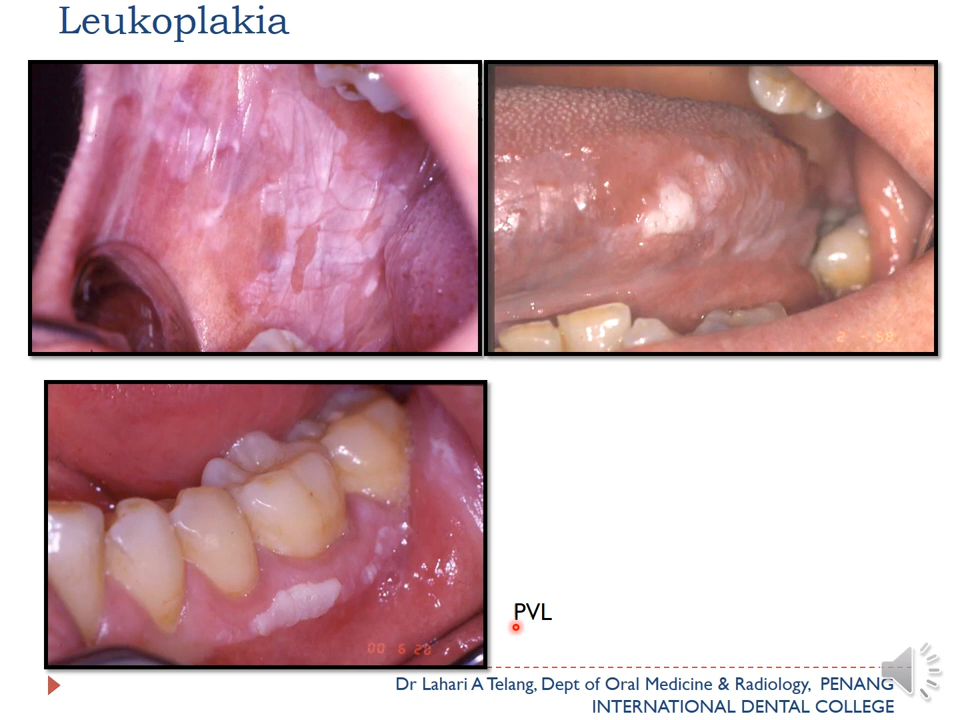 Leukoplakia
00 6 28
PVL
Dr Lahari A Telang, Dept of Oral Medicine & Radiology, PENANG
INTERNATIONAL DENTAL COLLEGE